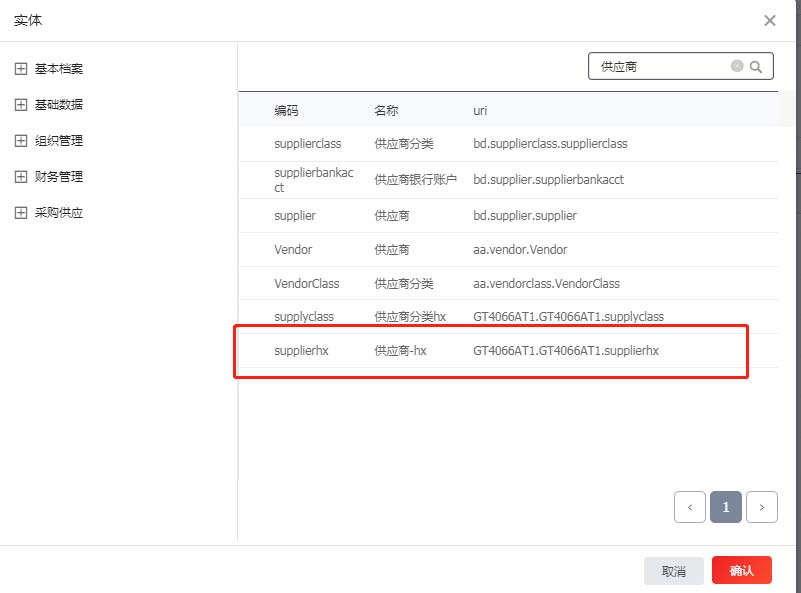 实体
基本档案
基础数据
组织管理
财务管理
采购供应
供应商
编码 名称 uri
supplierclass 供应商分类 bd.supplierclass.supplierclass
supplierbankac
ct 供应商银行账户 bd.supplier.supplierbankacct
supplier 供应商 bd.supplier.supplier
Vendor 供应商 aa.vendor.Vendor
VendorClass 供应商分类 aa.vendorclass.VendorClass
supplyclass 供应商分类hx GT4066AT1.GT4066AT1.supplyclass
supplierhx 供应商-hx GT4066AT1.GT4066AT1.supplierhx
1
取消 确认